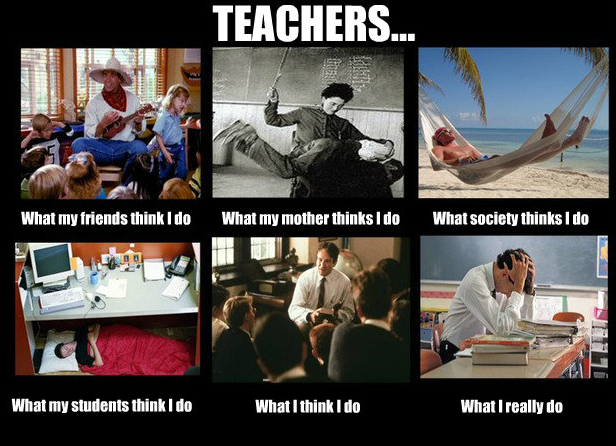 TEACHERS...
What my friends think I do
What my mother thinks I do
What society thinks I do
What my students think I do
What I think I do
What I really do